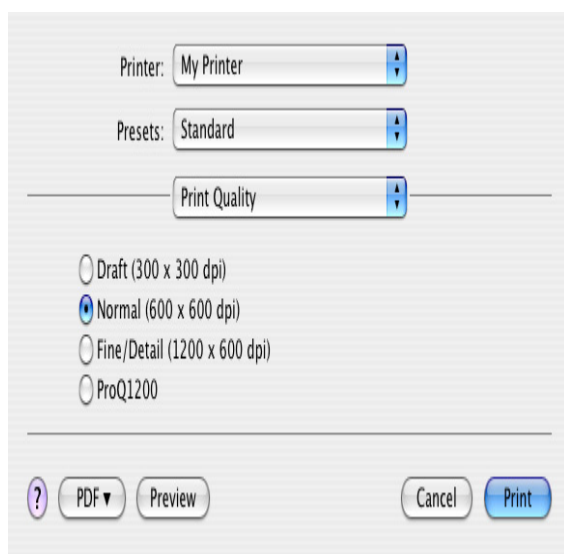 Printer: My Printer
Presets: Standard
Print Quality
Draft (300 x 300 dpi)
Normal (600 x 600 dpi)
Fine/Detail (1200 x 600 dpi)
ProQ1200
? PDF▼ Preview Cancel Print